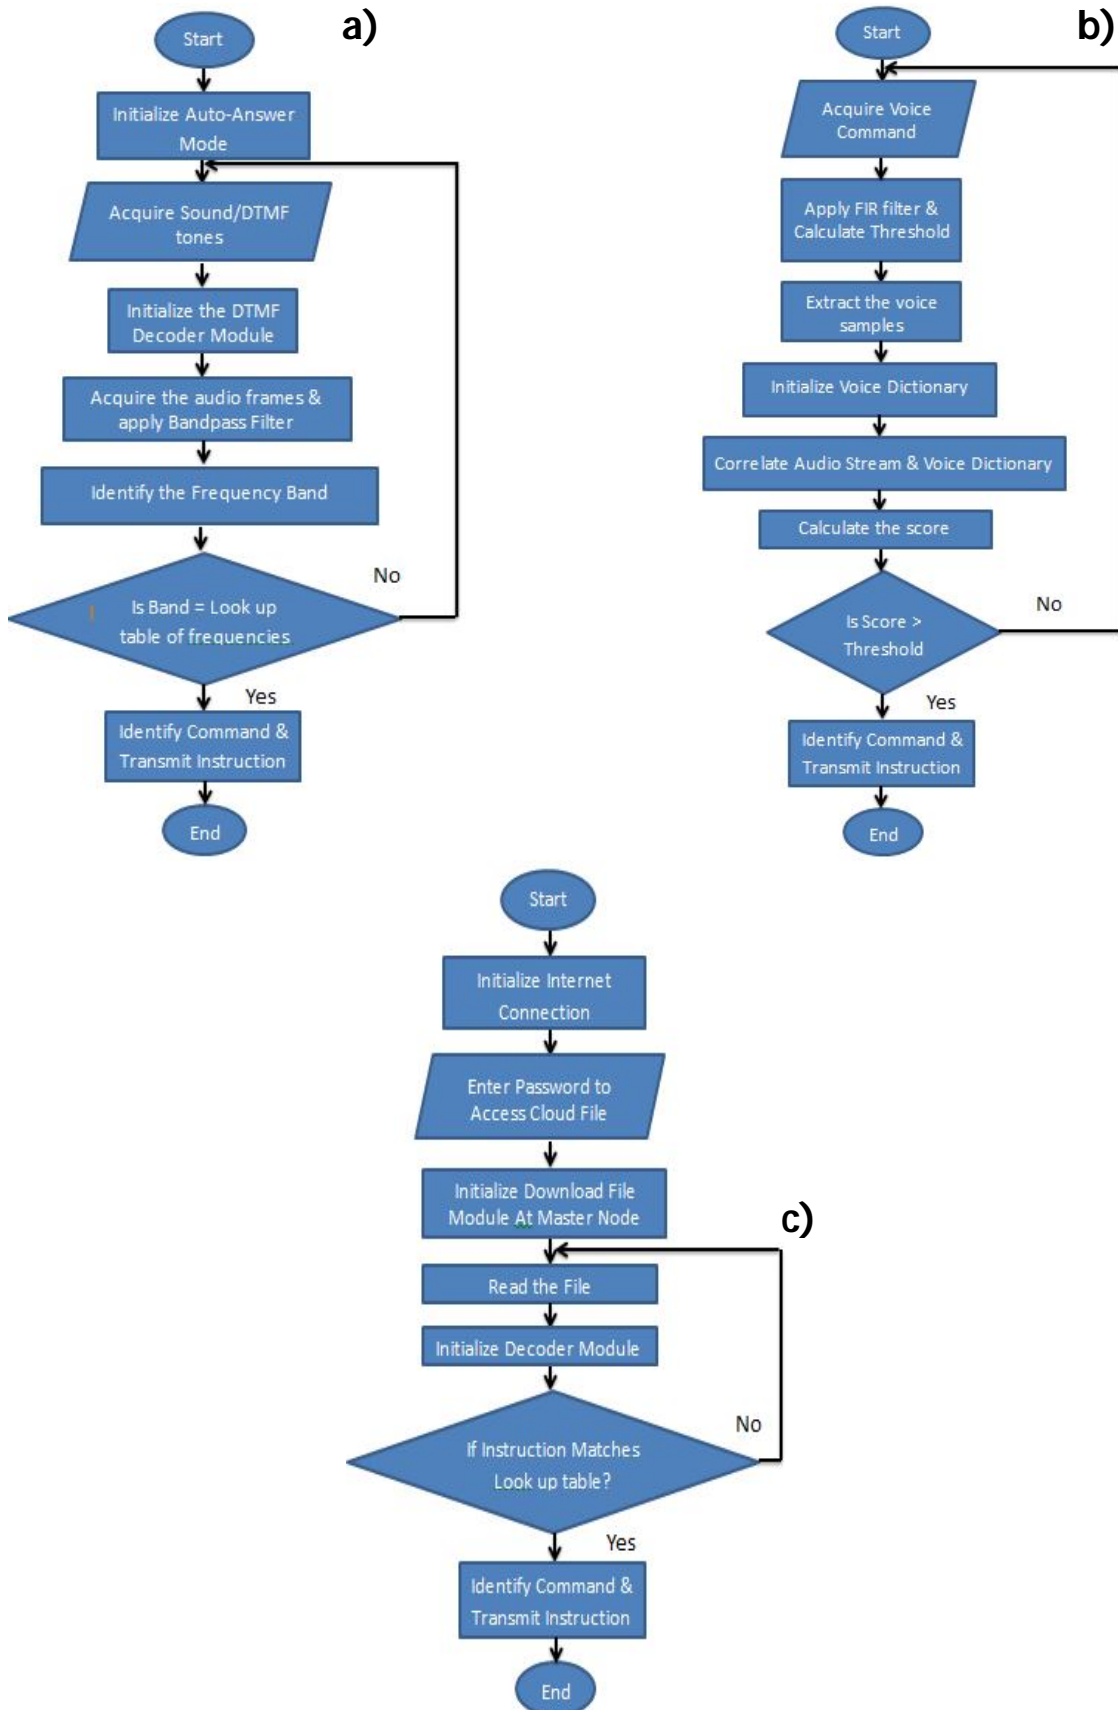 a)
Start
Initialize Auto-Answer
Mode
Acquire Sound/DTMF
tones
Initialize the DTMF
Decoder Module
Acquire the audio frames &
apply Bandpass Filter
Identify the Frequency Band
Is Band = Look up
table of frequencies
No
Yes
Identify Command &
Transmit Instruction
End
b)
Start
Acquire Voice
Command
Apply FIR filter &
Calculate Threshold
Extract the voice
samples
Initialize Voice Dictionary
Correlate Audio Stream & Voice Dictionary
Calculate the score
Is Score >
Threshold
No
Yes
Identify Command &
Transmit Instruction
End
c)
Start
Initialize Internet
Connection
Enter Password to
Access Cloud File
Initialize Download File
Module At Master Node
Read the File
Initialize Decoder Module
If Instruction Matches
Look up table?
No
Yes
Identify Command &
Transmit Instruction
End